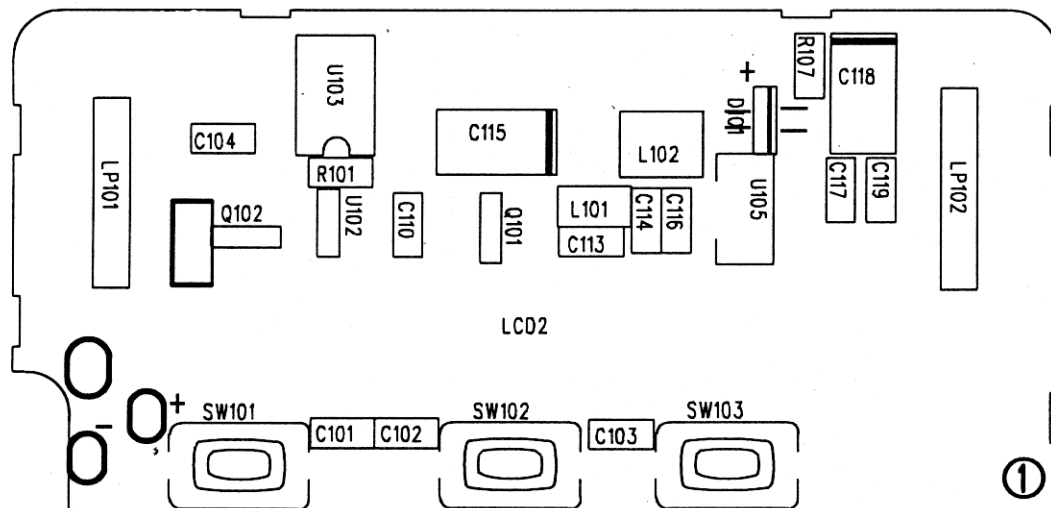 R107
C118
U103
+
D101
C115
C104
L102
R101
LP101
U105
C117
C119
LP102
U102
C110
Q101
L101
C114
C116
Q102
C113
LCD2
+
-
SW101
SW102
SW103
C101
C102
C103
1